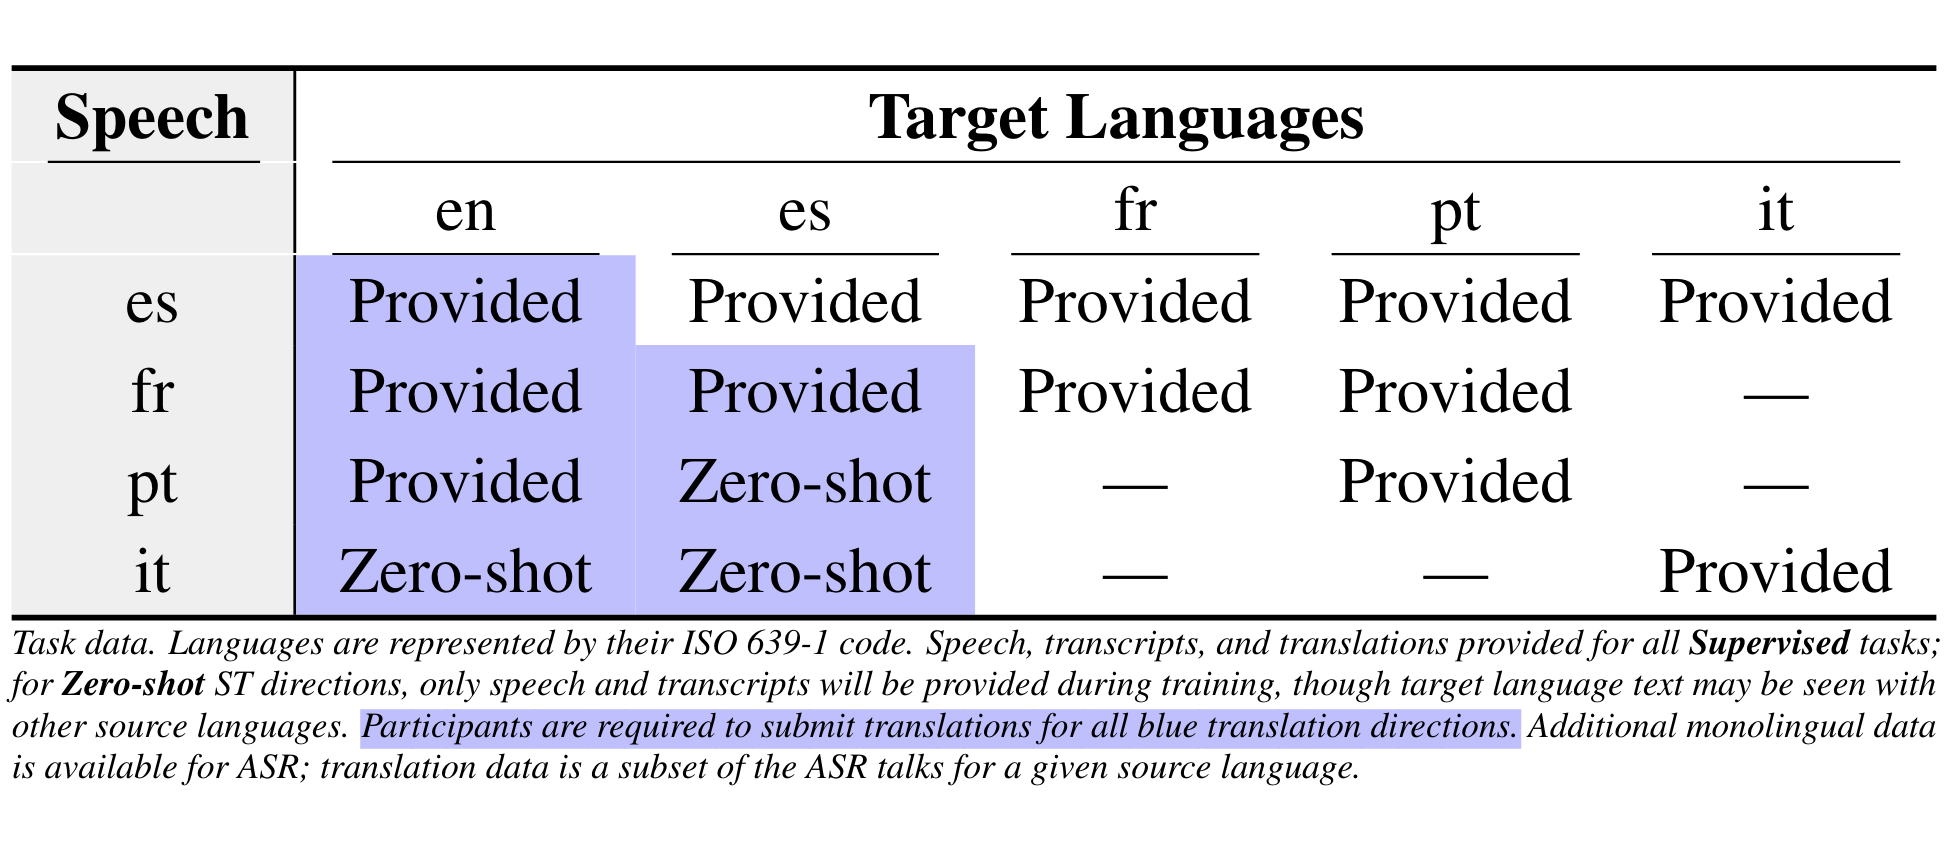 Speech Target Languages
en es fr pt it
es Provided Provided Provided Provided Provided
fr Provided Provided Provided Provided —
pt Provided Zero-shot — Provided —
it Zero-shot Zero-shot — — Provided
Task data. Languages are represented by their ISO 639-1 code. Speech, transcripts, and translations provided for all Supervised tasks;
for Zero-shot ST directions, only speech and transcripts will be provided during training, though target language text may be seen with
other source languages. Participants are required to submit translations for all blue translation directions. Additional monolingual data
is available for ASR; translation data is a subset of the ASR talks for a given source language.